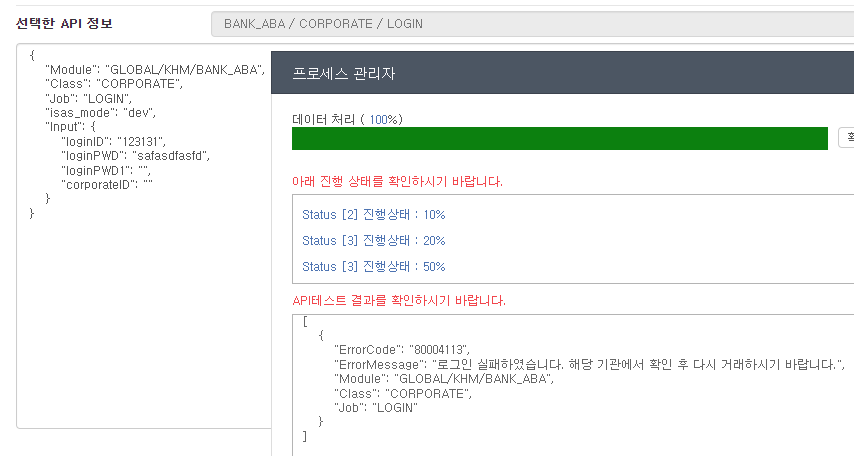 선택한 API 정보
BANK_ABA / CORPORATE / LOGIN
{
"Module": "GLOBAL/KHM/BANK_ABA",
"Class": "CORPORATE",
"Job": "LOGIN",
"isas_mode": "dev",
"Input": {
"loginID": "123131",
"loginPWD": "safasdfasfd",
"loginPWD1": "",
"corporateID": ""
}
}
프로세스 관리자
데이터 처리 ( 100%)
아래 진행 상태를 확인하시기 바랍니다.
Status [2] 진행상태 : 10%
Status [3] 진행상태 : 20%
Status [3] 진행상태 : 50%
API테스트 결과를 확인하시기 바랍니다.
[
{
"ErrorCode": "80004113",
"ErrorMessage": "로그인 실패하였습니다. 해당 기관에서 확인 후 다시 거래하시기 바랍니다.",
"Module": "GLOBAL/KHM/BANK_ABA",
"Class": "CORPORATE",
"Job": "LOGIN"
}
]